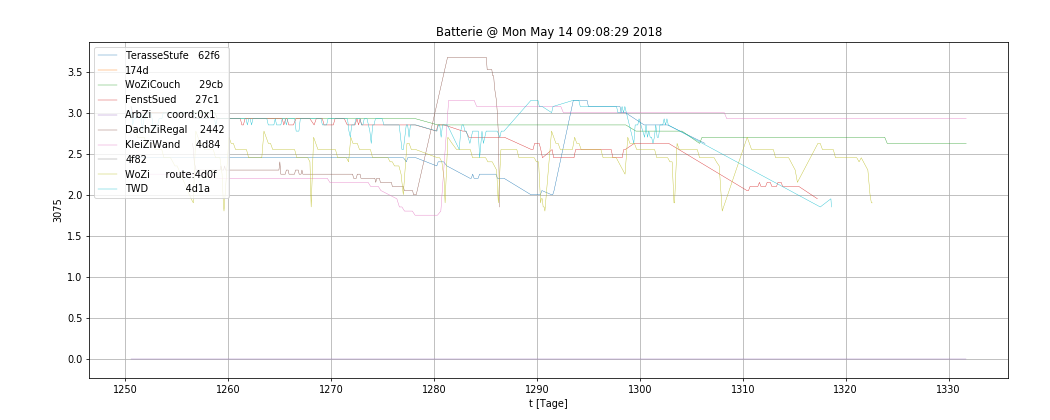 Batterie @ Mon May 14 09:08:29 2018
TerasseStufe 62f6
174d
WoZiCouch 29cb
FenstSued 27c1
ArbZi coord:0x1
DachZiRegal 2442
KleiZiWand 4d84
4f82
WoZi route:4d0f
TWD 4d1a
3.5
3.0
2.5
2.0
1.5
1.0
0.5
0.0
3075
1250 1260 1270 1280 1290 1300 1310 1320 1330
t [Tage]